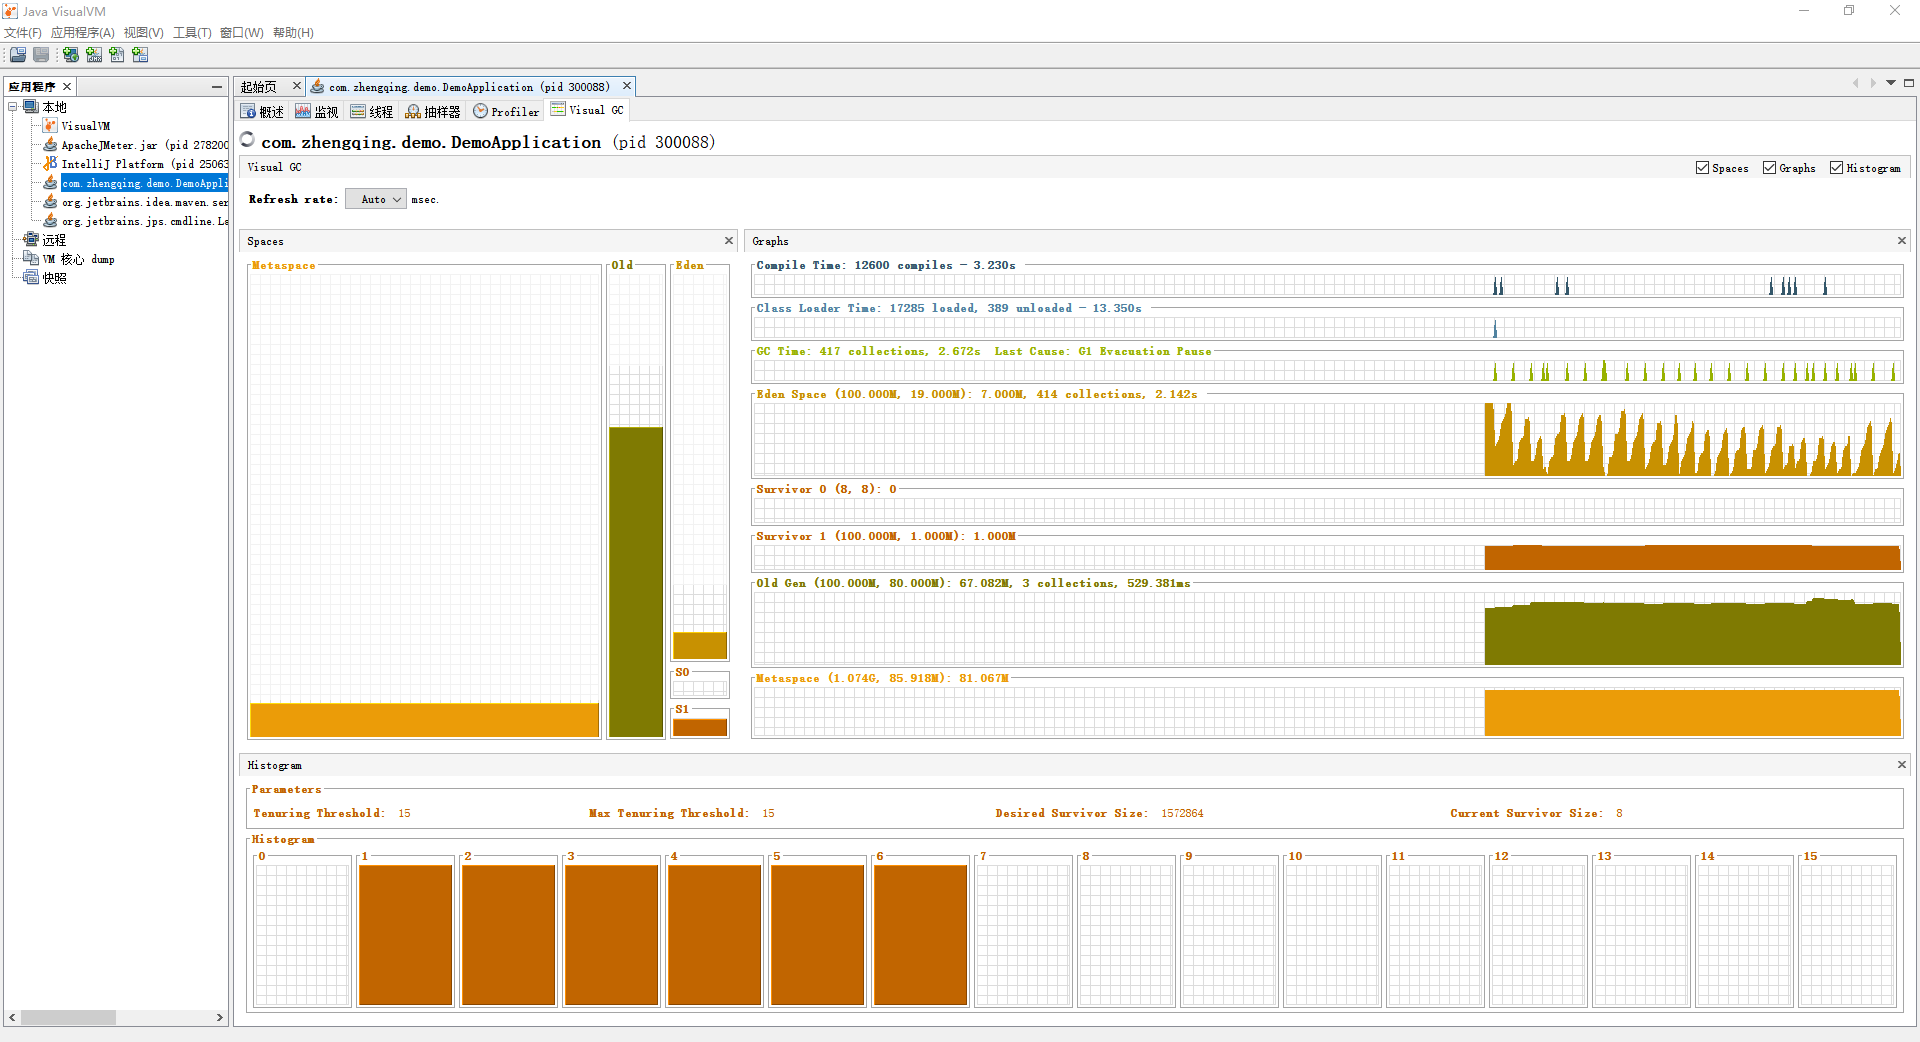 Java VisualVM
文件(F) 应用程序(A) 视图(V) 工具(T) 窗口(W) 帮助(H)
应用程序
本地
VisualVM
ApacheJMeter.jar (pid 27820
IntelliJ Platform (pid 2506
com.zhengqing.demo.DemoAppli
org.jetbrains.idea.maven.ser
org.jetbrains.jps.cmdline.La
远程
VM 核心 dump
快照
起始页 com.zhengqing.demo.DemoApplication (pid 300088)
概述 监视 线程 抽样器 Profiler Visual GC
com.zhengqing.demo.DemoApplication (pid 300088)
Visual GC Spaces Graphs Histogram
Refresh rate: Auto msec.
Spaces
Metaspace Old Eden
S0
S1
Graphs
Compile Time: 12600 compiles - 3.230s
Class Loader Time: 17285 loaded, 389 unloaded - 13.350s
GC Time: 417 collections, 2.672s Last Cause: G1 Evacuation Pause
Eden Space (100.000M, 19.000M): 7.000M, 414 collections, 2.142s
Survivor 0 (8, 8): 0
Survivor 1 (100.000M, 1.000M): 1.000M
Old Gen (100.000M, 80.000M): 67.082M, 3 collections, 529.381ms
Metaspace (1.074G, 85.918M): 81.067M
Histogram
Parameters
Tenuring Threshold: 15 Max Tenuring Threshold: 15 Desired Survivor Size: 1572864 Current Survivor Size: 8
Histogram
0 1 2 3 4 5 6 7 8 9 10 11 12 13 14 15